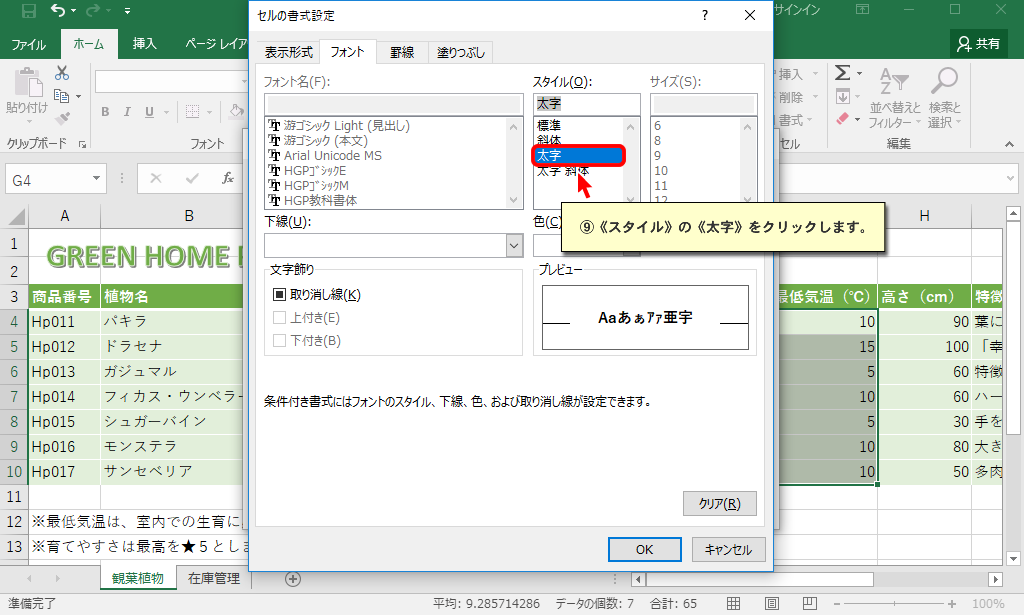 セルの書式設定
サインイン
ファイル
ホーム
挿入
ページ レイア
共有
貼り付け
クリップボード
B I U
フォント
挿入
削除
書式
セル
並べ替えと
フィルター
検索と
選択
編集
G4
fx
表示形式
フォント
罫線
塗りつぶし
フォント名(F):
游ゴシック Light (見出し)
游ゴシック (本文)
Arial Unicode MS
HGPｺﾞｼｯｸE
HGPｺﾞｼｯｸM
HGP教科書体
スタイル(O):
太字
標準
斜体
太字
太字 斜体
サイズ(S):
6
8
9
10
11
12
下線(U):
色(C)
⑨《スタイル》の《太字》をクリックします。
文字飾り
取り消し線(K)
上付き(E)
下付き(B)
プレビュー
Aaあぁｱｧ亜宇
条件付き書式にはフォントのスタイル、下線、色、および取り消し線が設定できます。
クリア(R)
OK
キャンセル
A B H
1
2 GREEN HOME
3 商品番号 植物名 最低気温（℃） 高さ（cm） 特徴
4 Hp011 パキラ 10 90 葉に
5 Hp012 ドラセナ 15 100 「幸
6 Hp013 ガジュマル 5 60 特徴
7 Hp014 フィカス・ウンベラー 10 60 ハー
8 Hp015 シュガーバイン 5 30 手を
9 Hp016 モンステラ 10 80 大き
10 Hp017 サンセベリア 10 50 多肉
11
12 ※最低気温は、室内での生育に
13 ※育てやすさは最高を★５としま
観葉植物
在庫管理
準備完了
平均: 9.285714286 データの個数: 7 合計: 65
100%